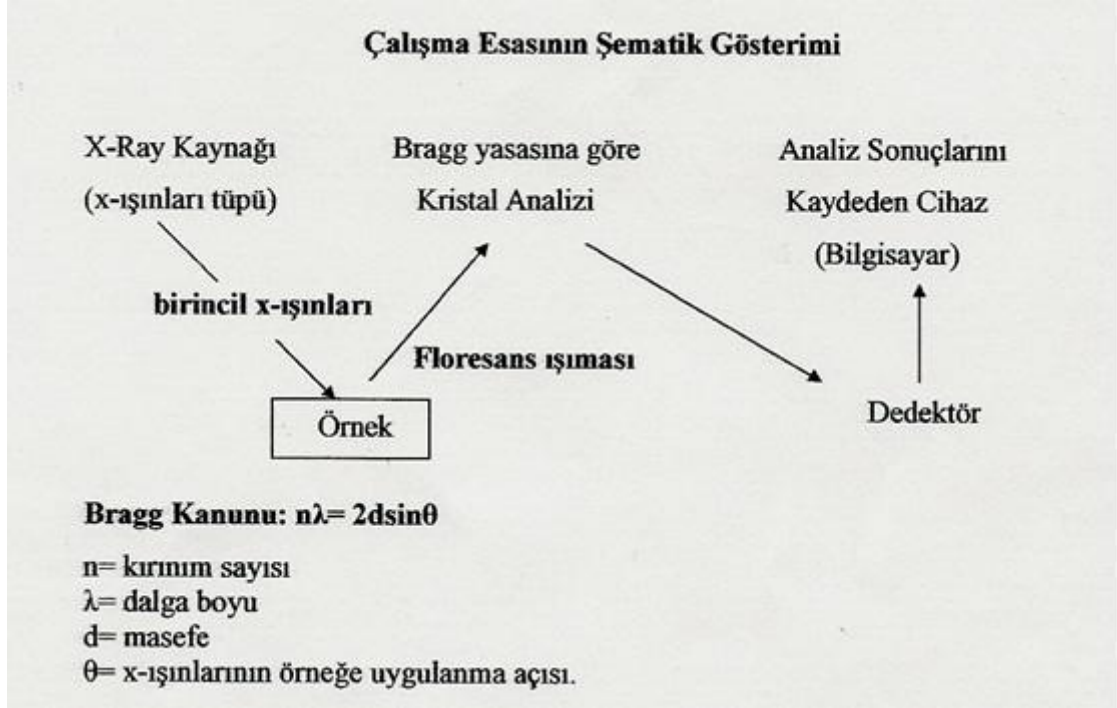 Çalışma Esasının Şematik Gösterimi
X-Ray Kaynağı
(x-ışınları tüpü)
Bragg yasasına göre
Kristal Analizi
Analiz Sonuçlarını
Kaydeden Cihaz
(Bilgisayar)
birincil x-ışınları
Floresans ışıması
Örnek
Dedektör
Bragg Kanunu: nλ= 2dsinθ
n= kırınım sayısı
λ= dalga boyu
d= masefe
θ= x-ışınlarının örneğe uygulanma açısı.